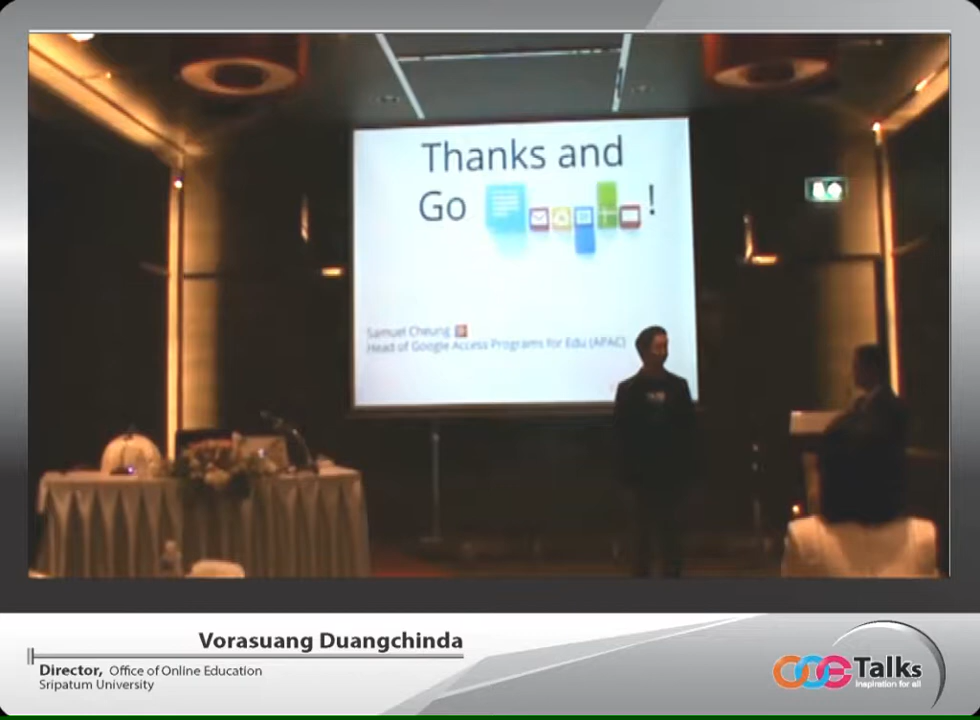 Thanks and
Go !
Samuel Cheung
Head of Google Access Programs for Edu (APAC)
Vorasuang Duangchinda
Director, Office of Online Education
Sripatum University
OOE Talks
inspiration for all